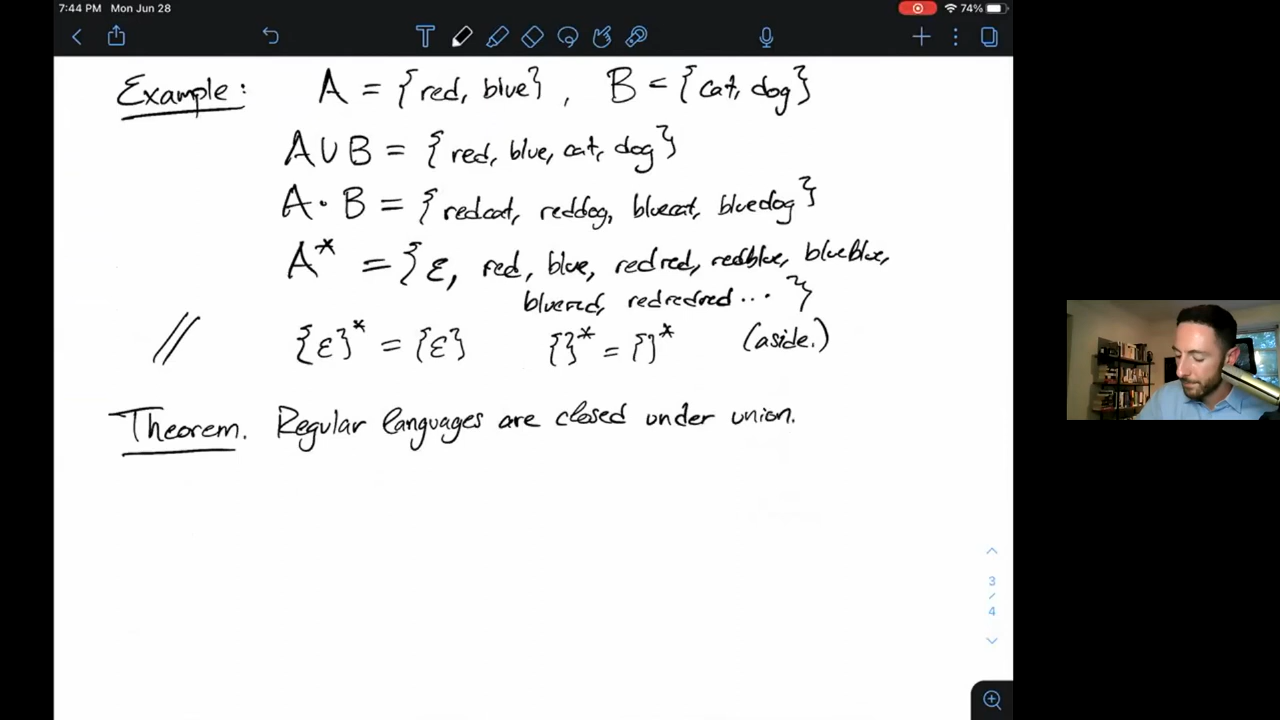 7:44 PM Mon Jun 28
74%
Example: A = {red, blue}, B = {cat, dog}
A∪B = {red, blue, cat, dog}
A·B = {redcat, reddog, bluecat, bluedog}
A* = {ε, red, blue, redred, redblue, blueblue,
bluered, redredred ... }
// {ε}* = {ε} {}* = {}* (aside.)
Theorem. Regular languages are closed under union.
3
/
4